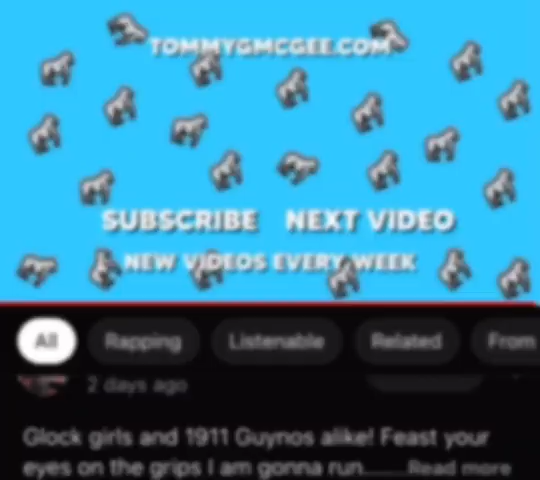 TOMMYGMCGEE.COM
SUBSCRIBE NEXT VIDEO
NEW VIDEOS EVERY WEEK
All Rapping Listenable Related From
2 days ago
Glock girls and 1911 Guynos alike! Feast your
eyes on the grips I am gonna run...... Read more